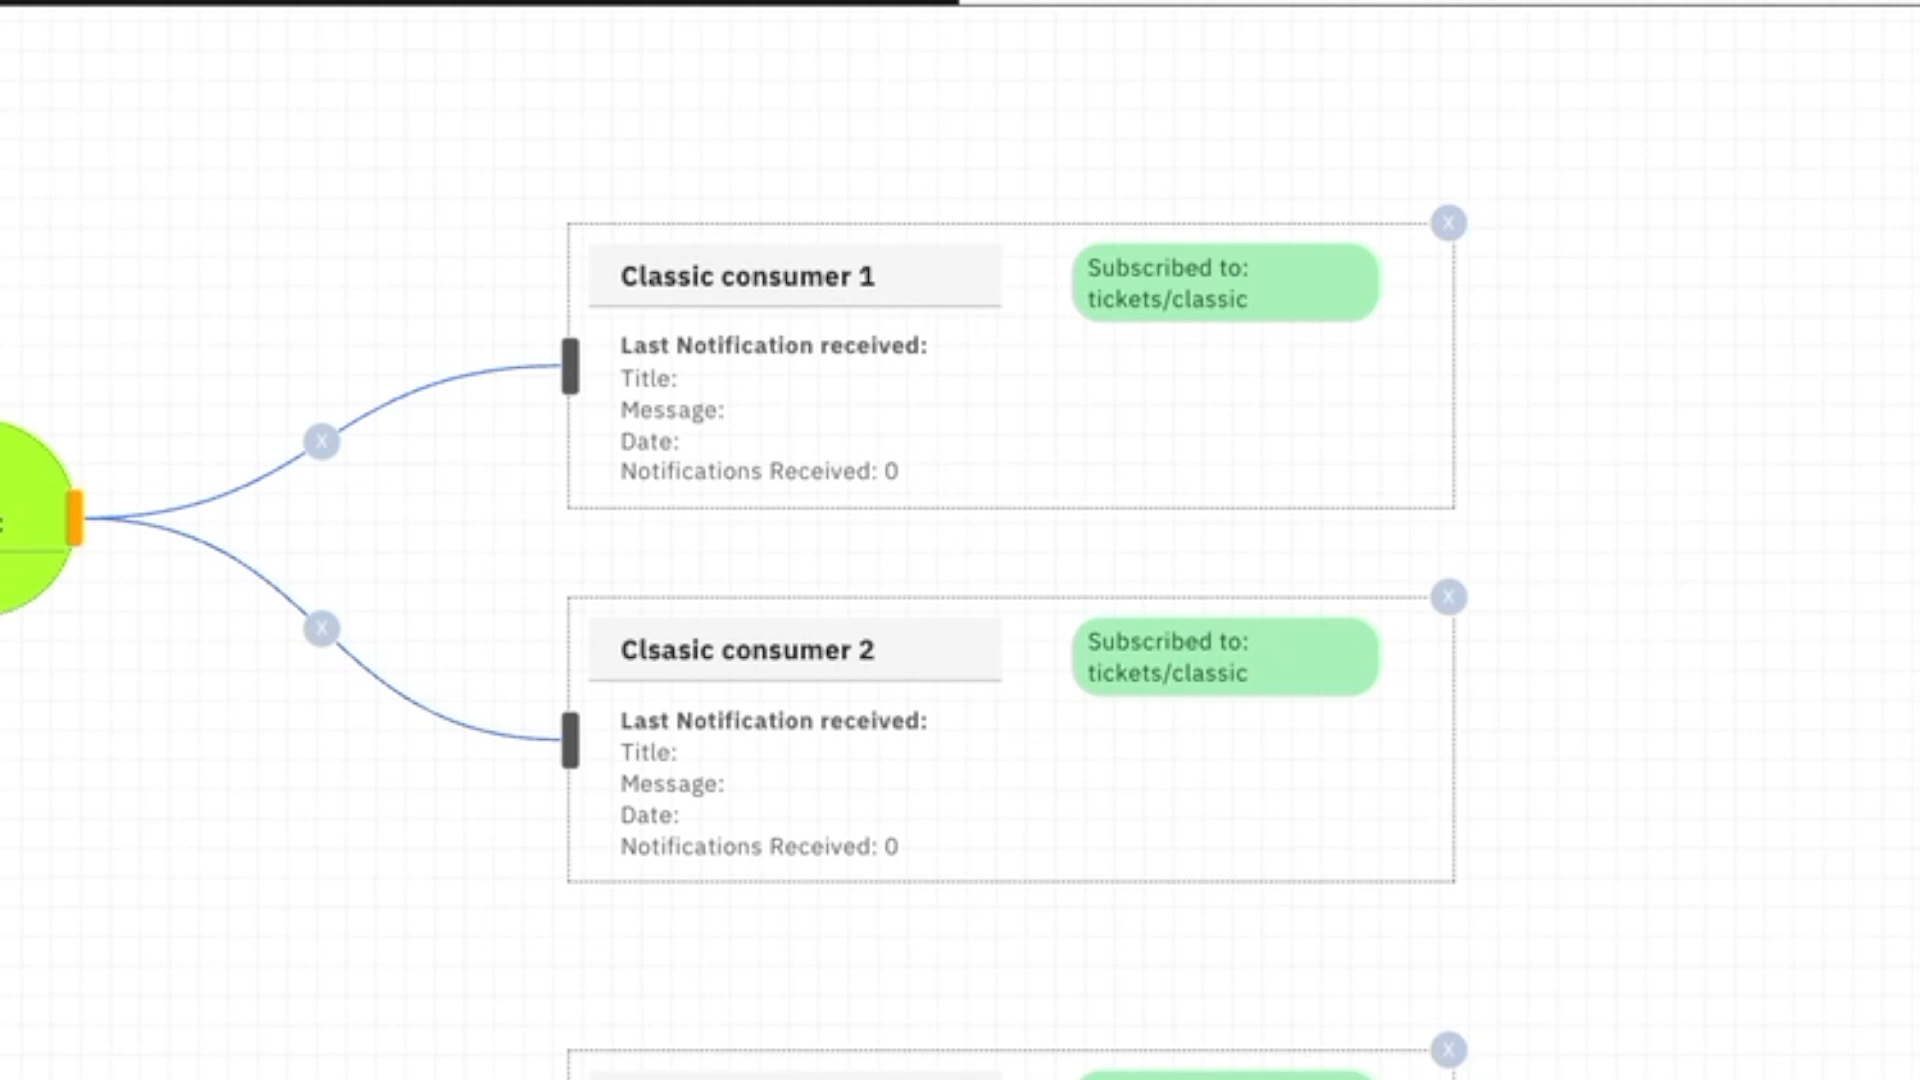 Classic consumer 1
Subscribed to:
tickets/classic
Last Notification received:
Title:
Message:
Date:
Notifications Received: 0
Clsasic consumer 2
Subscribed to:
tickets/classic
Last Notification received:
Title:
Message:
Date:
Notifications Received: 0
X
X
X
X
X